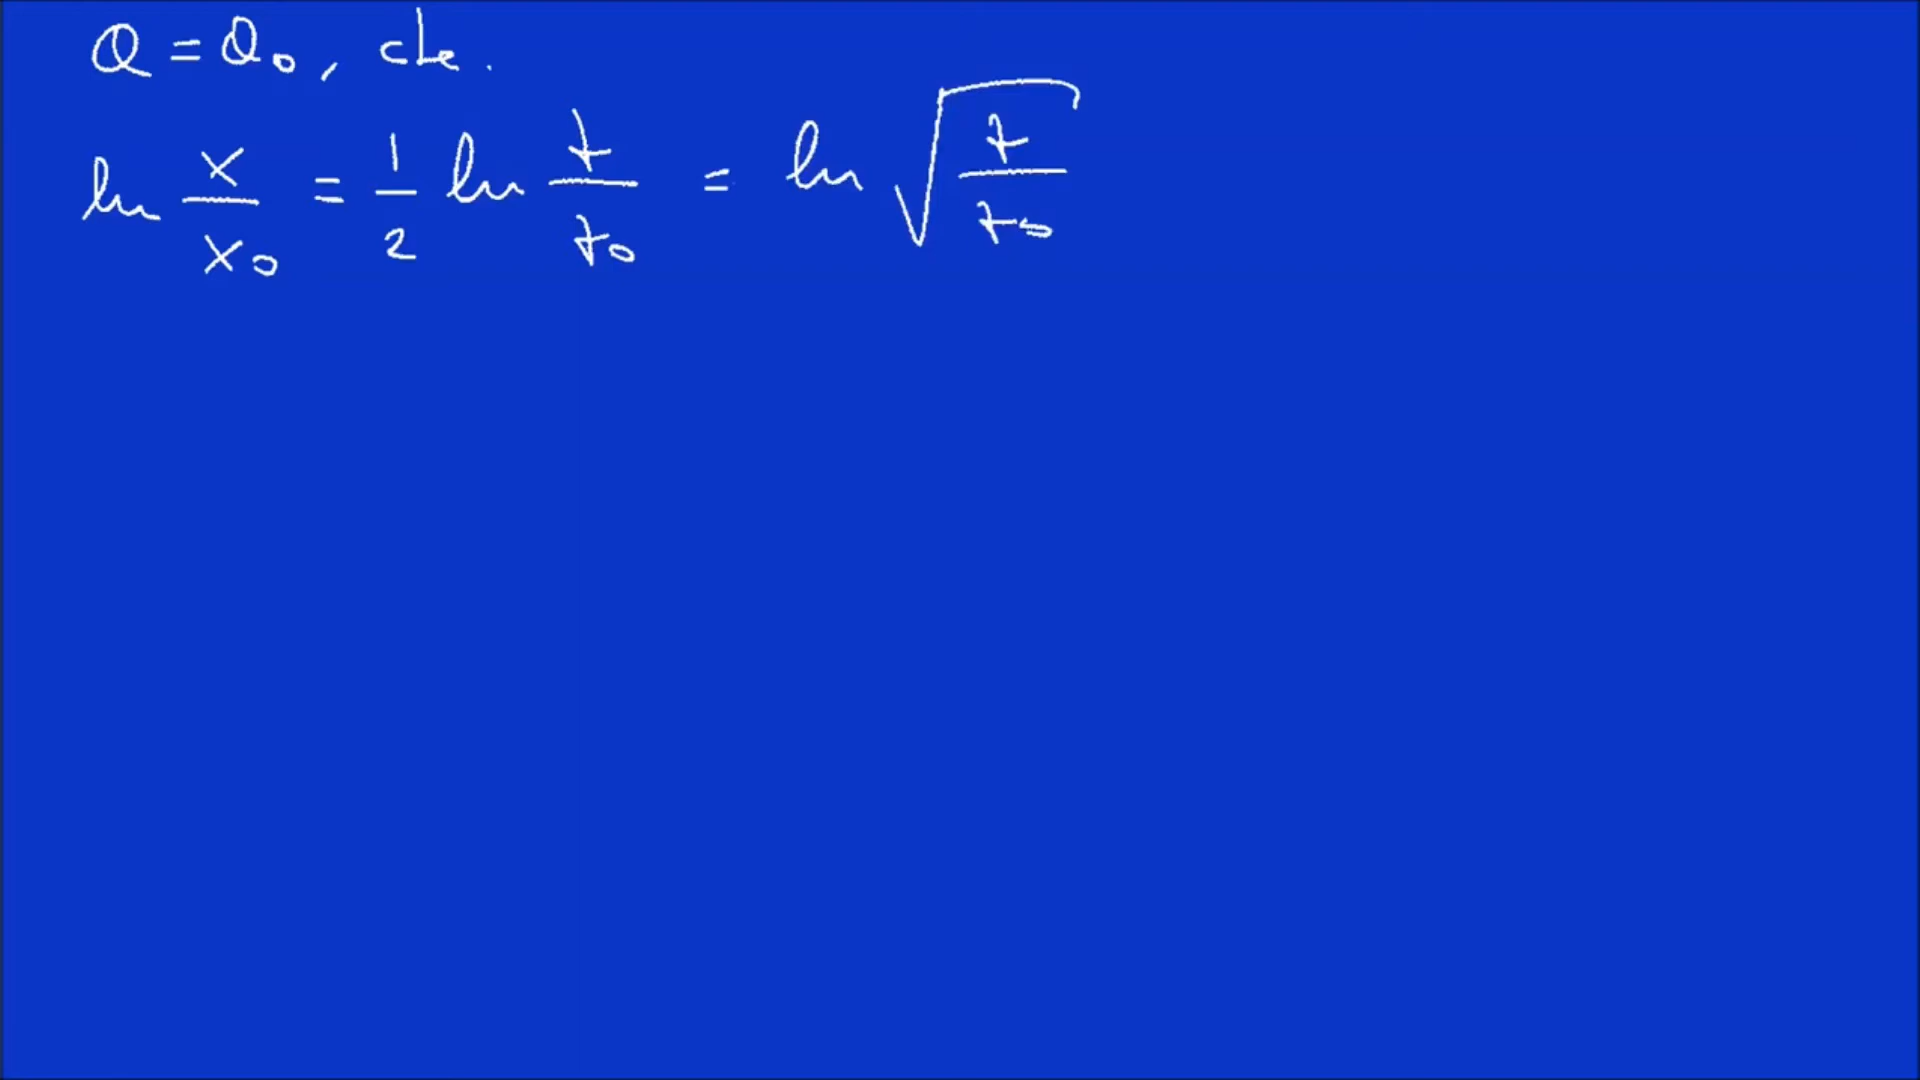 Q = Q₀, cte.
ln x/x₀ = 1/2 ln t/t₀ = ln √(t/t₀)